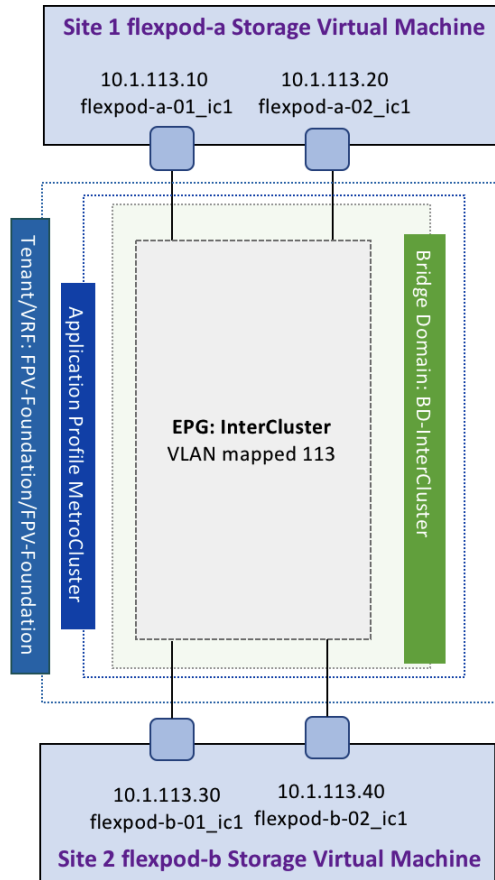 Site 1 flexpod-a Storage Virtual Machine
10.1.113.10
flexpod-a-01_ic1
10.1.113.20
flexpod-a-02_ic1
Tenant/VRF: FPV-Foundation/FPV-Foundation
Application Profile MetroCluster
EPG: InterCluster
VLAN mapped 113
Bridge Domain: BD-InterCluster
10.1.113.30
flexpod-b-01_ic1
10.1.113.40
flexpod-b-02_ic1
Site 2 flexpod-b Storage Virtual Machine